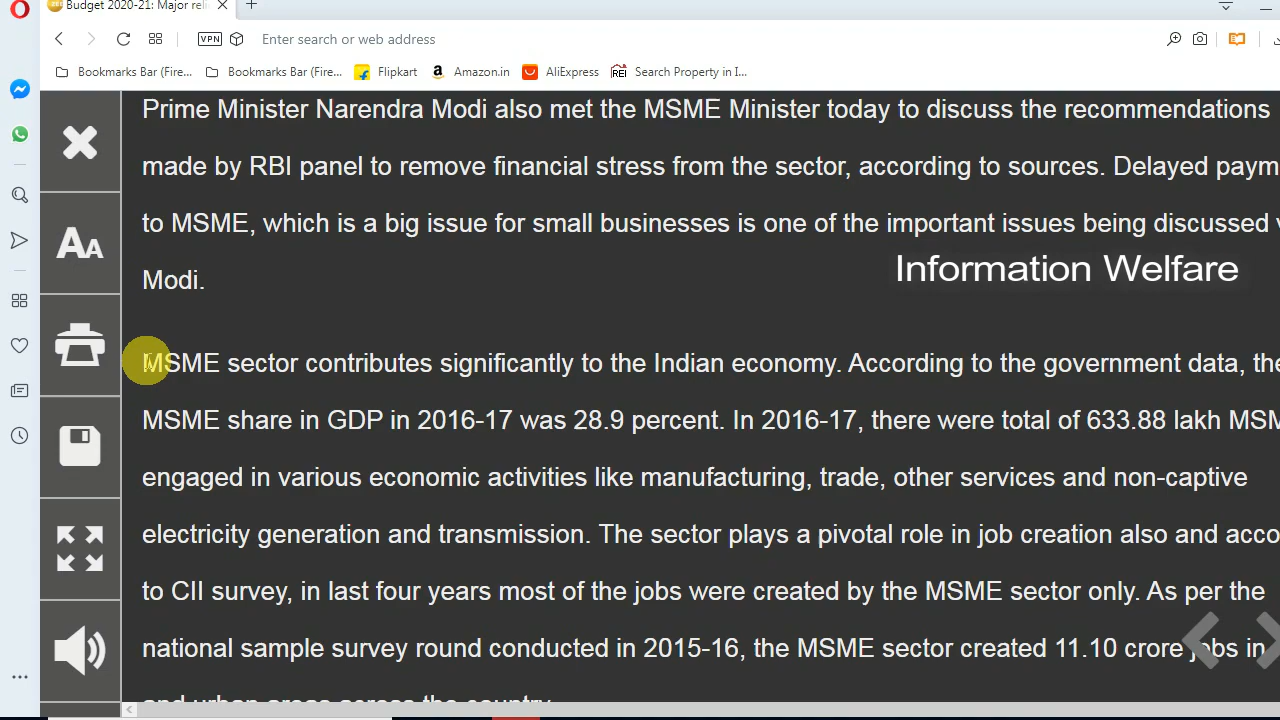 Budget 2020-21: Major reli
VPN
Enter search or web address
Bookmarks Bar (Fire... Bookmarks Bar (Fire... Flipkart Amazon.in AliExpress REI Search Property in I...
Prime Minister Narendra Modi also met the MSME Minister today to discuss the recommendations
made by RBI panel to remove financial stress from the sector, according to sources. Delayed paym
to MSME, which is a big issue for small businesses is one of the important issues being discussed
Modi.
Information Welfare
MSME sector contributes significantly to the Indian economy. According to the government data, the
MSME share in GDP in 2016-17 was 28.9 percent. In 2016-17, there were total of 633.88 lakh MSM
engaged in various economic activities like manufacturing, trade, other services and non-captive
electricity generation and transmission. The sector plays a pivotal role in job creation also and acco
to CII survey, in last four years most of the jobs were created by the MSME sector only. As per the
national sample survey round conducted in 2015-16, the MSME sector created 11.10 crore jobs in
and urban areas across the country.